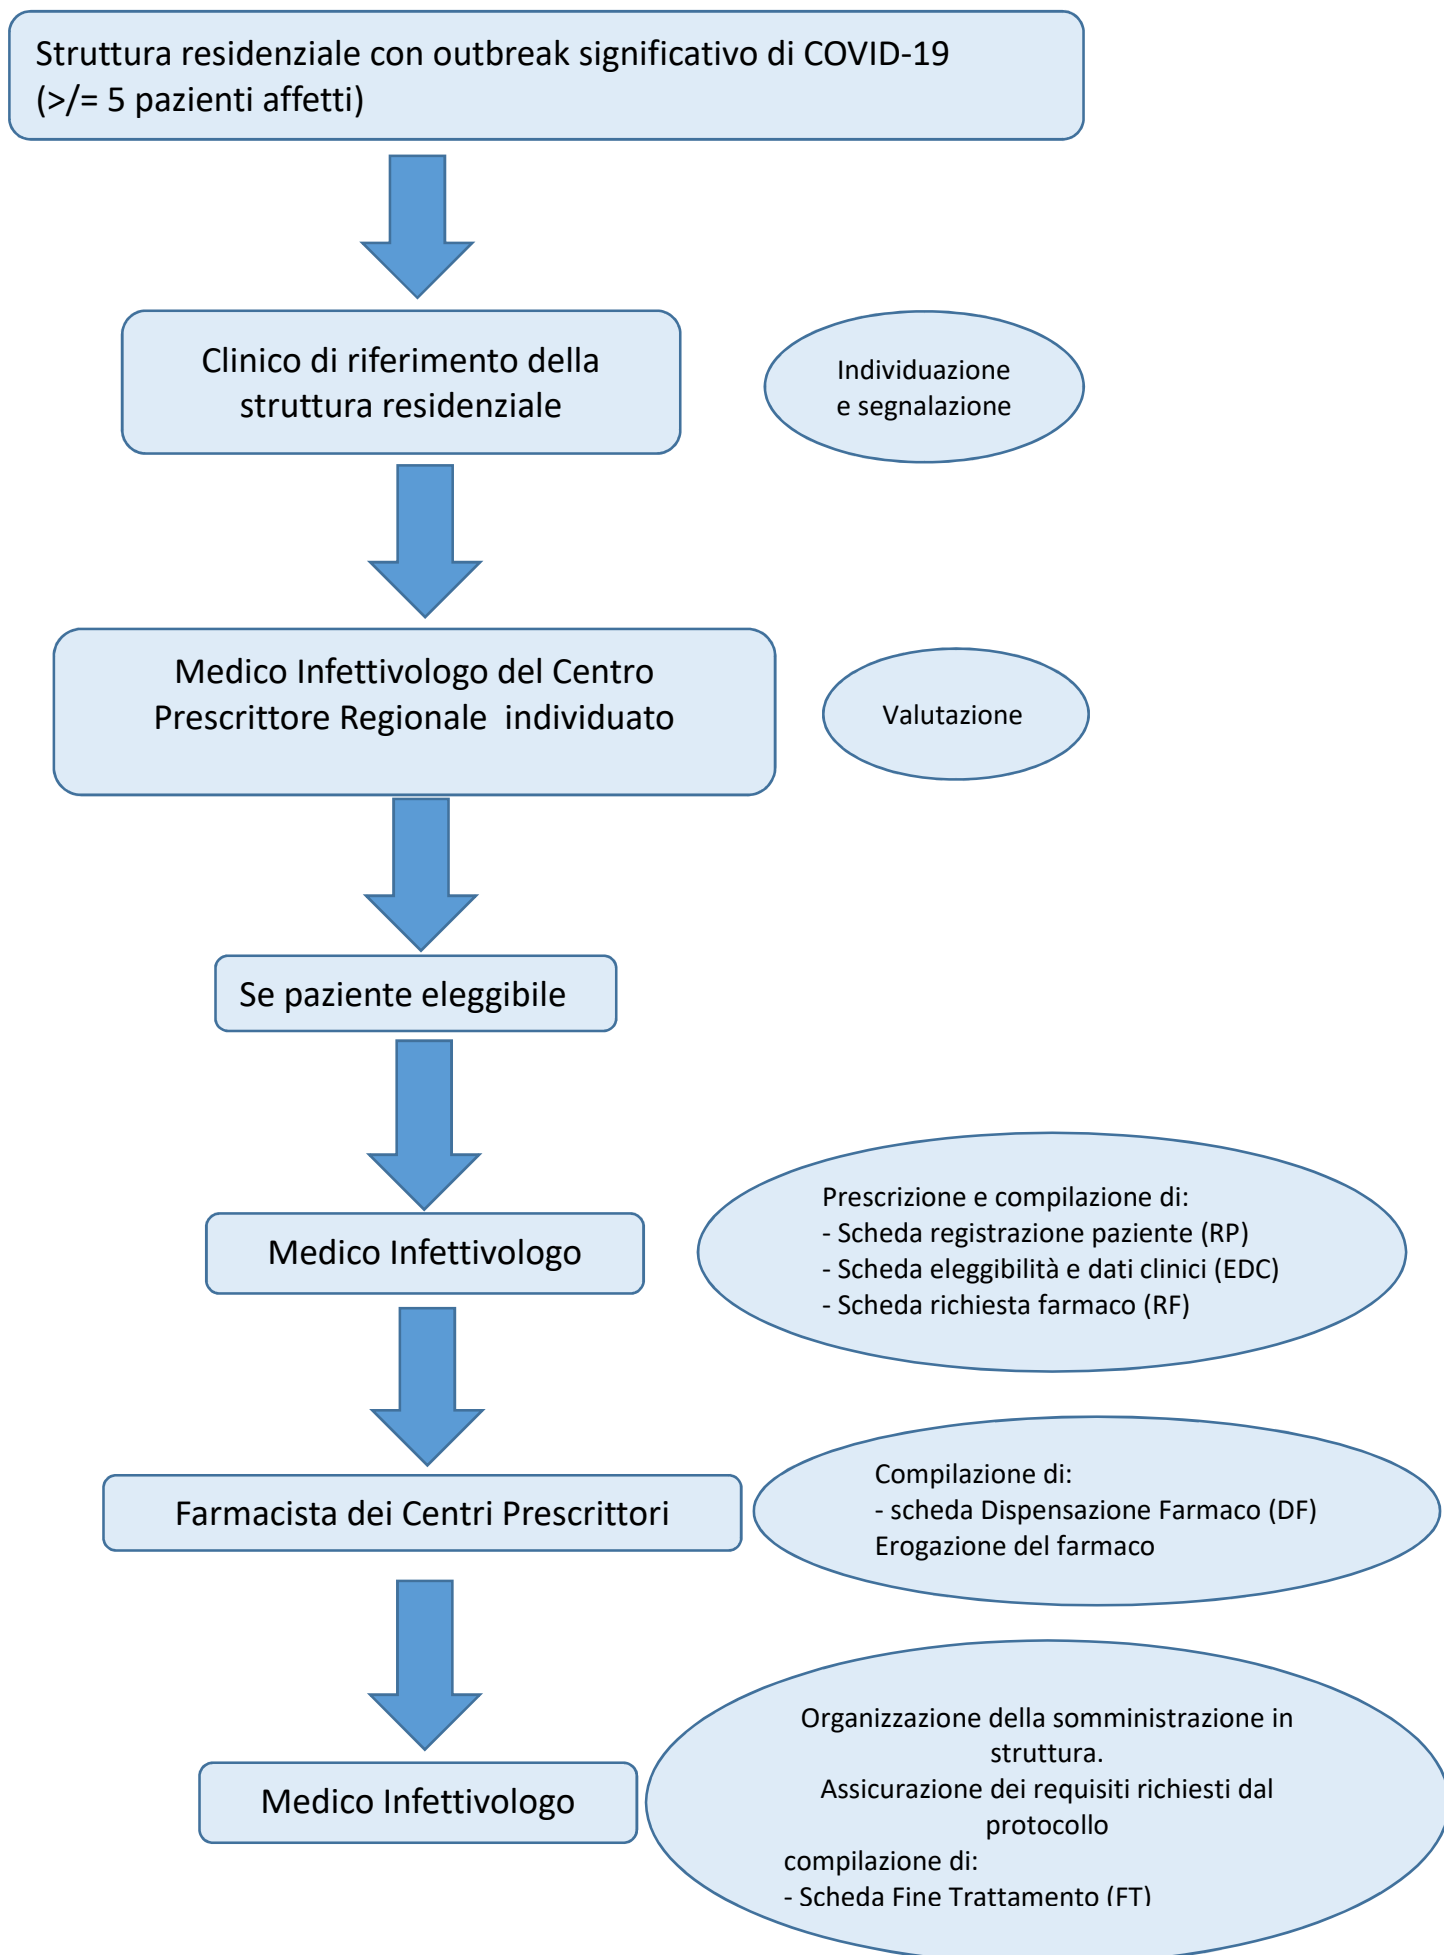 Struttura residenziale con outbreak significativo di COVID-19
(>/= 5 pazienti affetti)
Clinico di riferimento della
struttura residenziale
Individuazione
e segnalazione
Medico Infettivologo del Centro
Prescrittore Regionale  individuato
Valutazione
Se paziente eleggibile
Medico Infettivologo
Prescrizione e compilazione di:
- Scheda registrazione paziente (RP)
- Scheda eleggibilità e dati clinici (EDC)
- Scheda richiesta farmaco (RF)
Farmacista dei Centri Prescrittori
Compilazione di:
- scheda Dispensazione Farmaco (DF)
Erogazione del farmaco
Medico Infettivologo
Organizzazione della somministrazione in
struttura.
Assicurazione dei requisiti richiesti dal
protocollo
compilazione di:
- Scheda Fine Trattamento (FT)